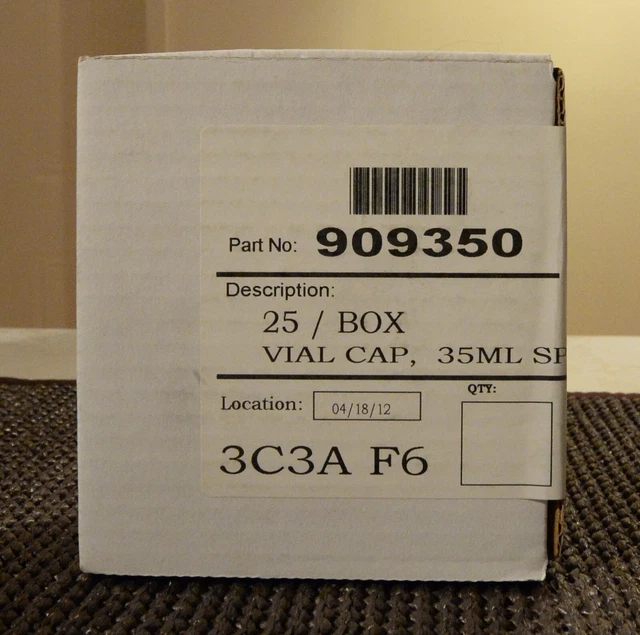 Part No: 909350
Description:
25 / BOX
VIAL CAP, 35ML SP
QTY:
Location: 04/18/12
3C3A F6